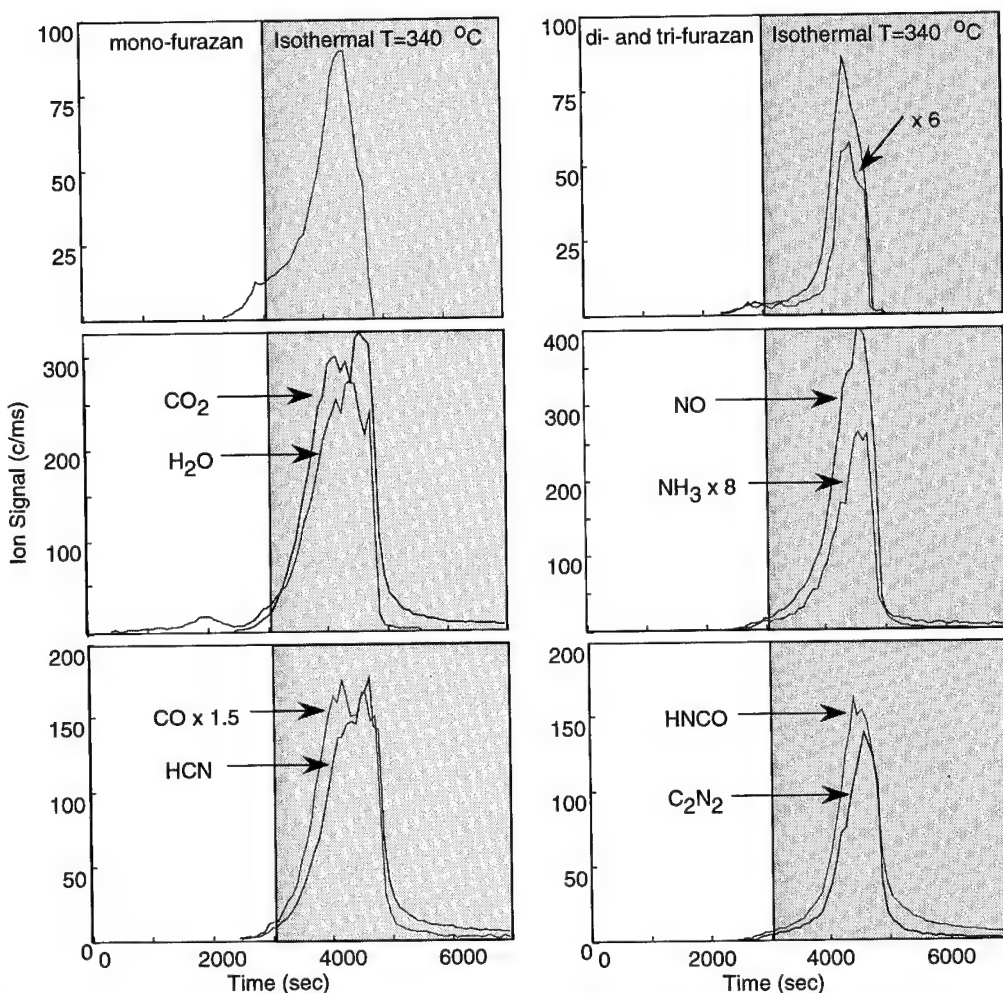 mono-furazan
Isothermal T=340 °C
100
75
50
25
di- and tri-furazan
Isothermal T=340 °C
100
75
50
25
x 6
Ion Signal (c/ms)
300
200
100
CO2
H2O
400
300
200
100
NO
NH3 x 8
200
150
100
50
0
CO x 1.5
HCN
0 2000 4000 6000
Time (sec)
200
150
100
50
0
HNCO
C2N2
0 2000 4000 6000
Time (sec)